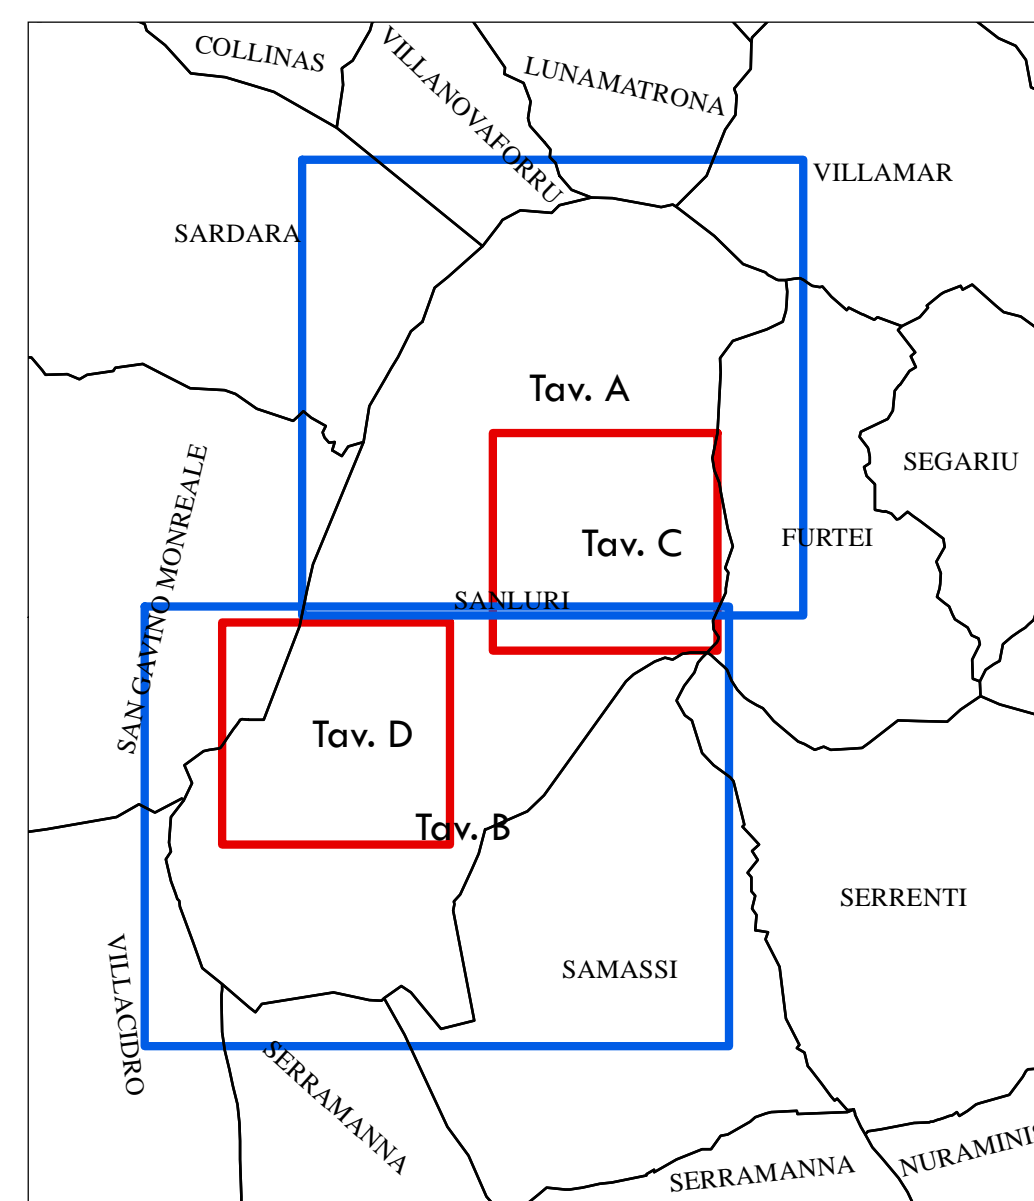 COLLINAS
VILLANOVAFORRU
LUNAMATRONA
VILLAMAR
SARDARA
Tav. A
SEGARIU
SAN GAVINO MONREALE
Tav. C
FURTEI
SANLURI
Tav. D
Tav. B
SERRENTI
VILLACIDRO
SAMASSI
SERRAMANNA
SERRAMANNA
NURAMINIS